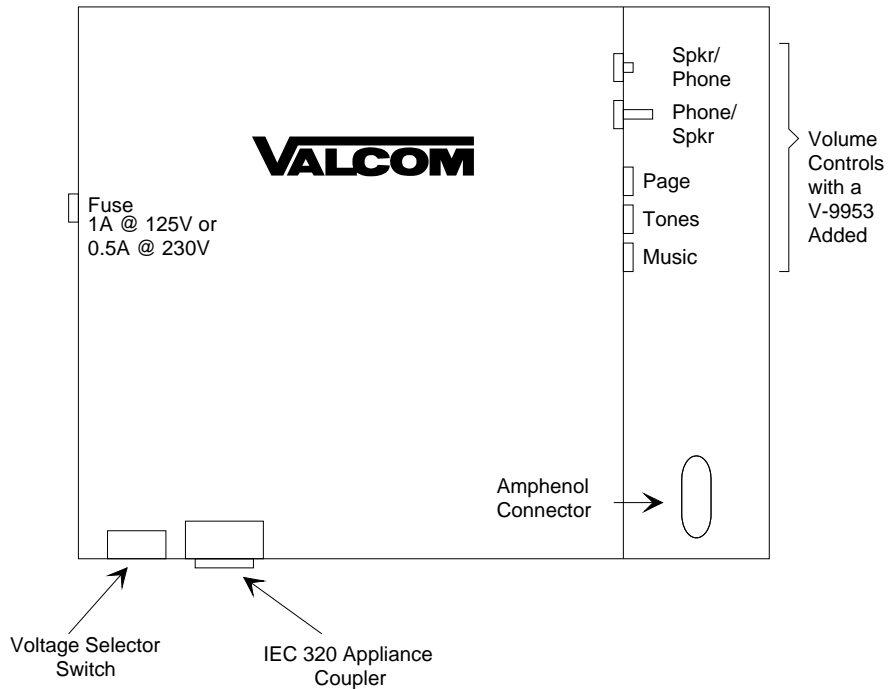 Spkr/
Phone
Phone/
Spkr
VALCOM
Page
Tones
Music
Volume
Controls
with a
V-9953
Added
Fuse
1A @ 125V or
0.5A @ 230V
Amphenol
Connector
Voltage Selector
Switch
IEC 320 Appliance
Coupler